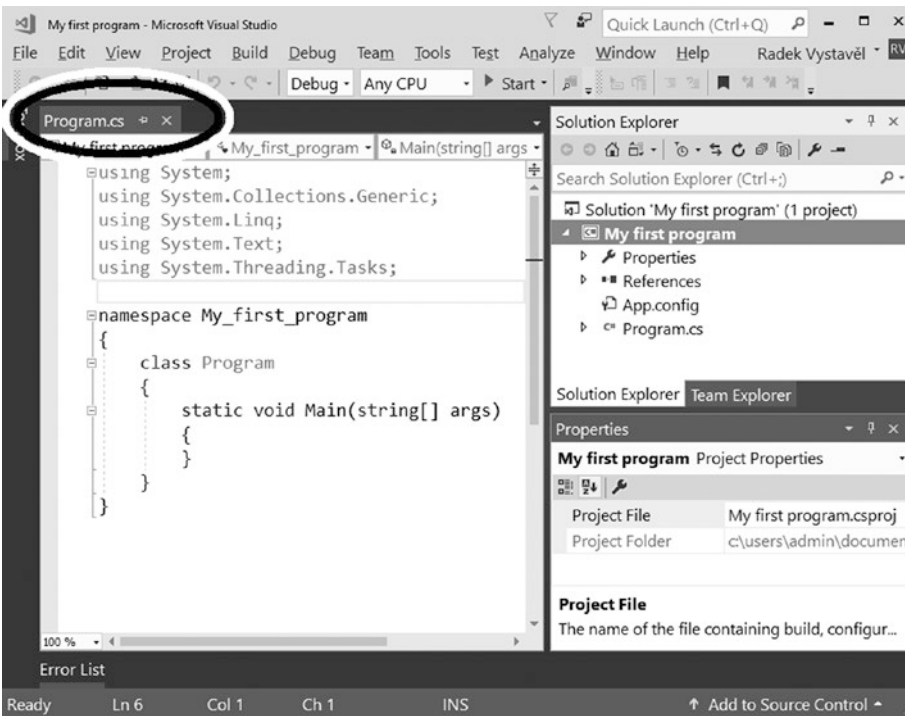 My first program - Microsoft Visual Studio
Quick Launch (Ctrl+Q)
File Edit View Project Build Debug Team Tools Test Analyze Window Help Radek Vystavěl RV
Debug Any CPU Start
Program.cs
My first program My_first_program Main(string[] args
using System;
using System.Collections.Generic;
using System.Linq;
using System.Text;
using System.Threading.Tasks;
namespace My_first_program
{
class Program
{
static void Main(string[] args)
{
}
}
}
100 %
Error List
Solution Explorer
Search Solution Explorer (Ctrl+;)
Solution 'My first program' (1 project)
My first program
Properties
References
App.config
C# Program.cs
Solution Explorer Team Explorer
Properties
My first program Project Properties
Project File My first program.csproj
Project Folder c:\users\admin\documen
Project File
The name of the file containing build, configur...
Ready Ln 6 Col 1 Ch 1 INS Add to Source Control